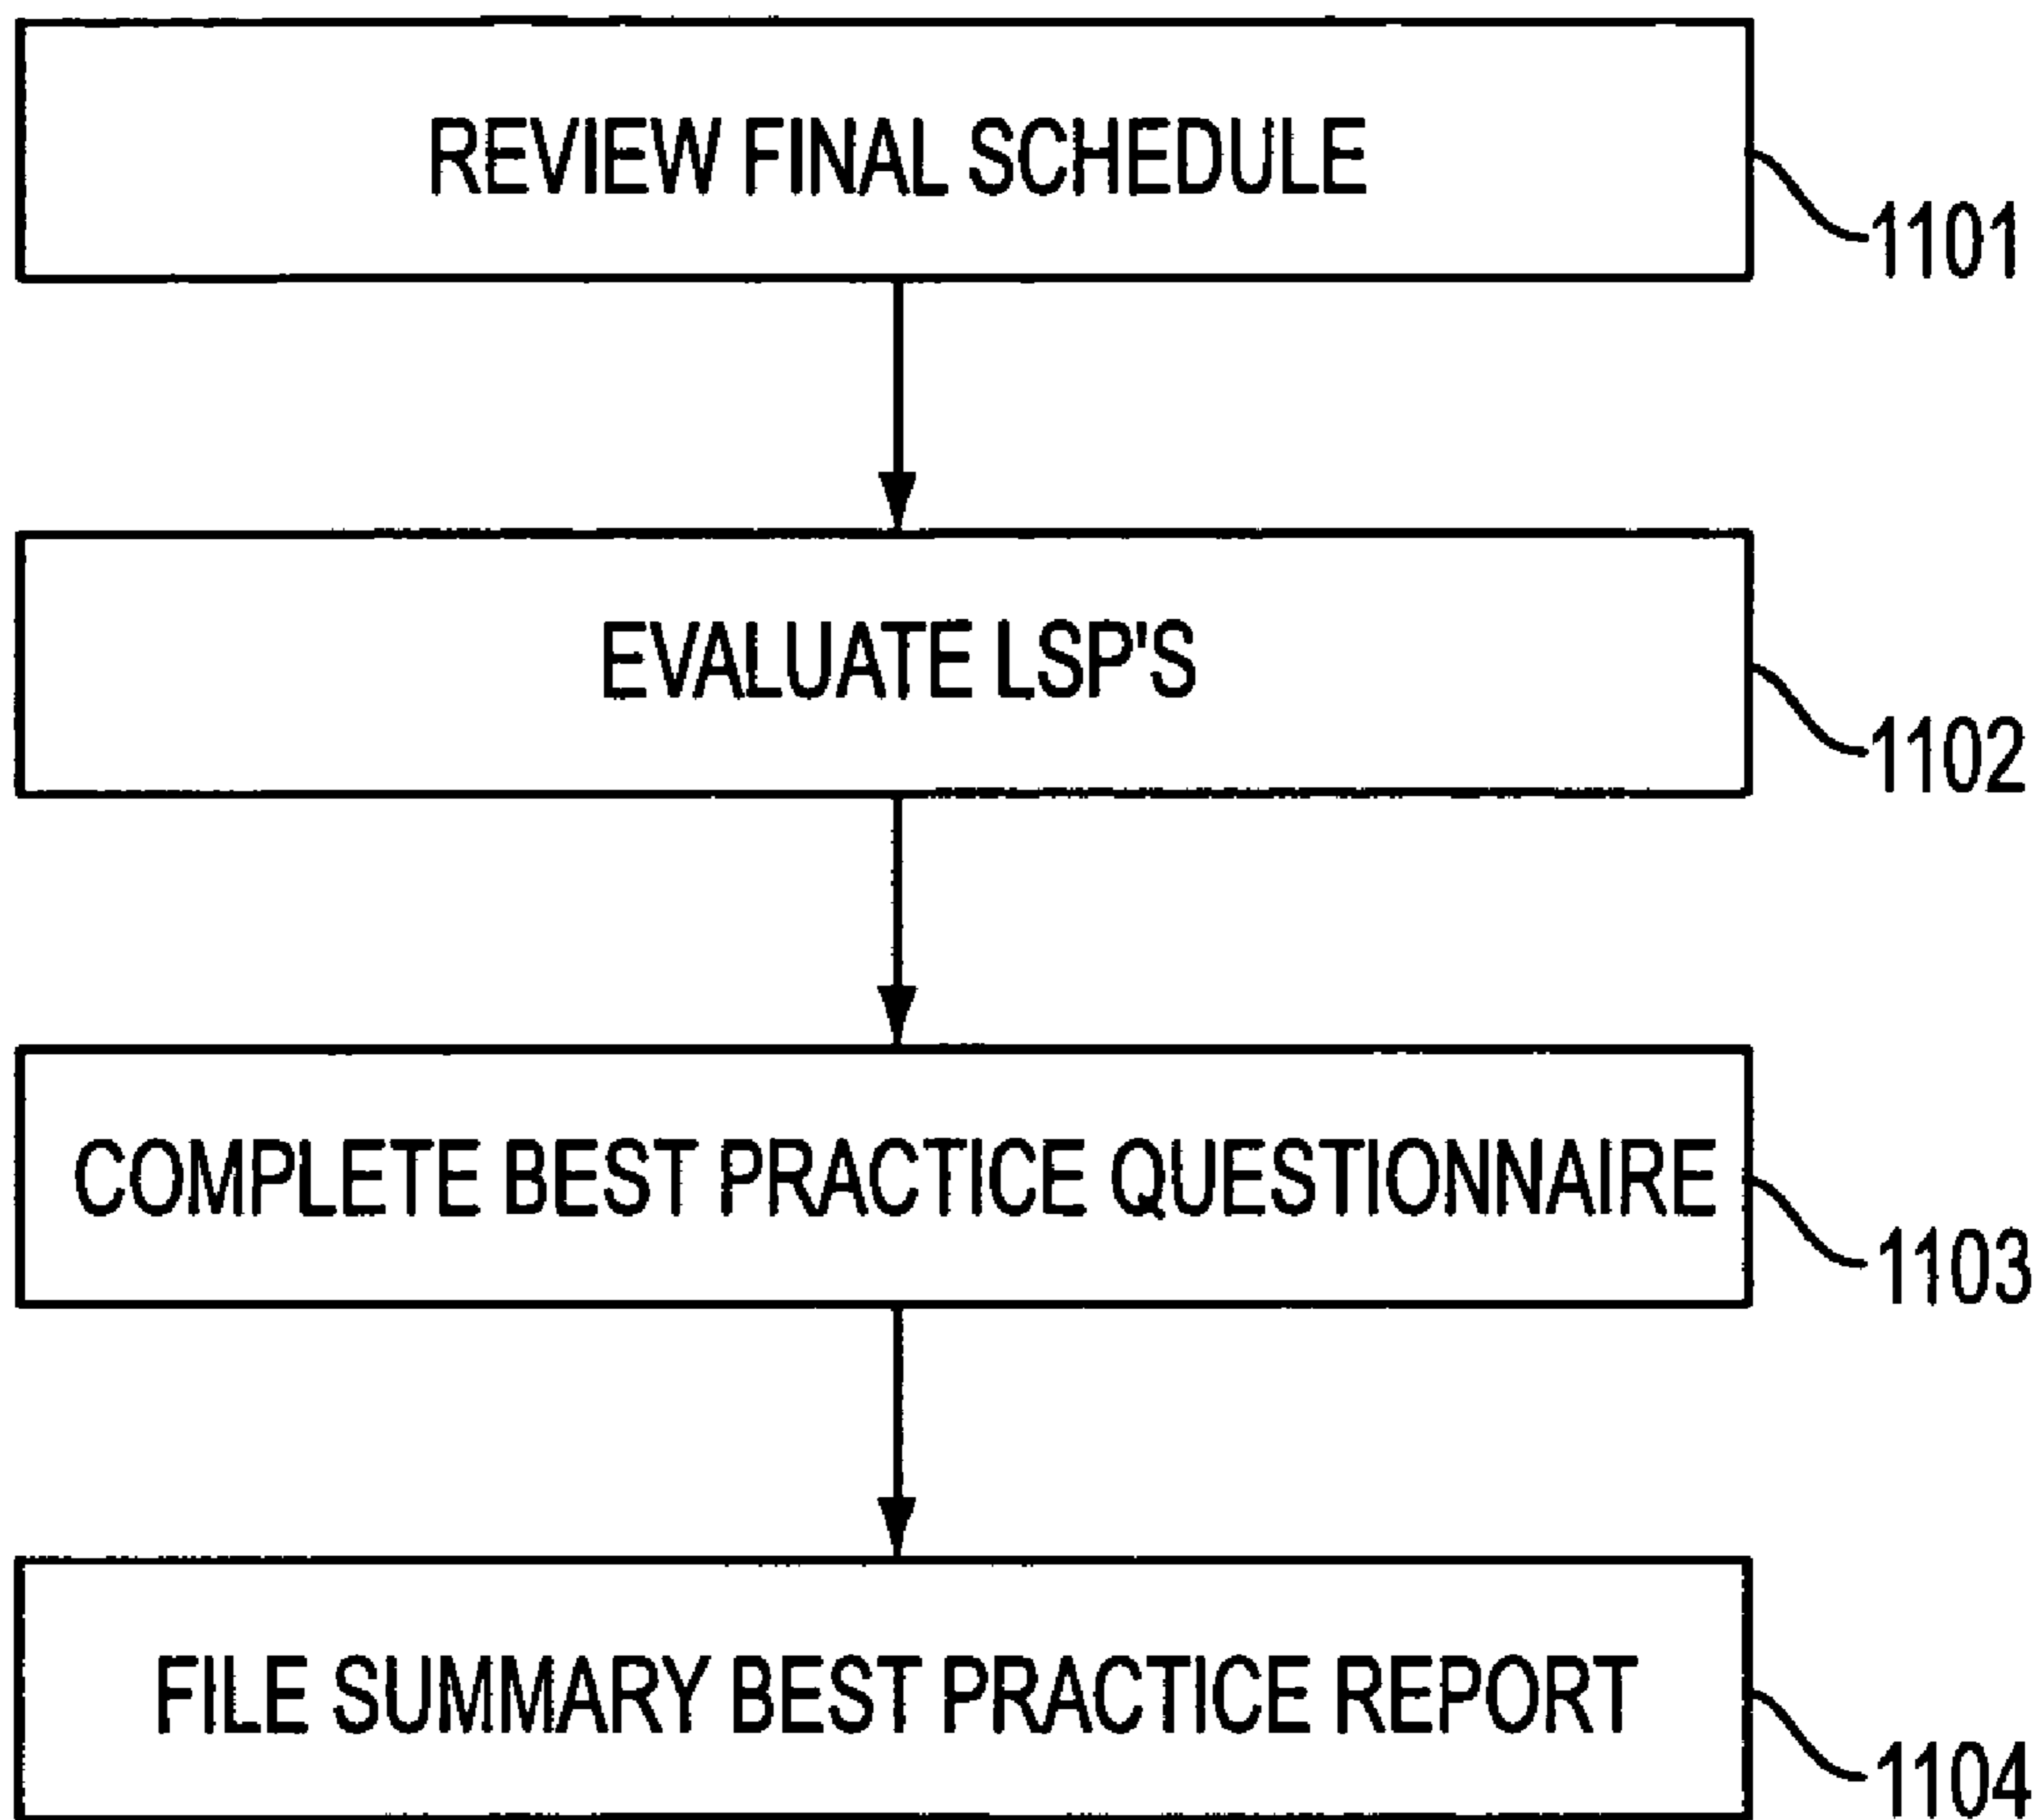 REVIEW FINAL SCHEDULE
1101
EVALUATE LSP'S
1102
COMPLETE BEST PRACTICE QUESTIONNAIRE
1103
FILE SUMMARY BEST PRACTICE REPORT
1104